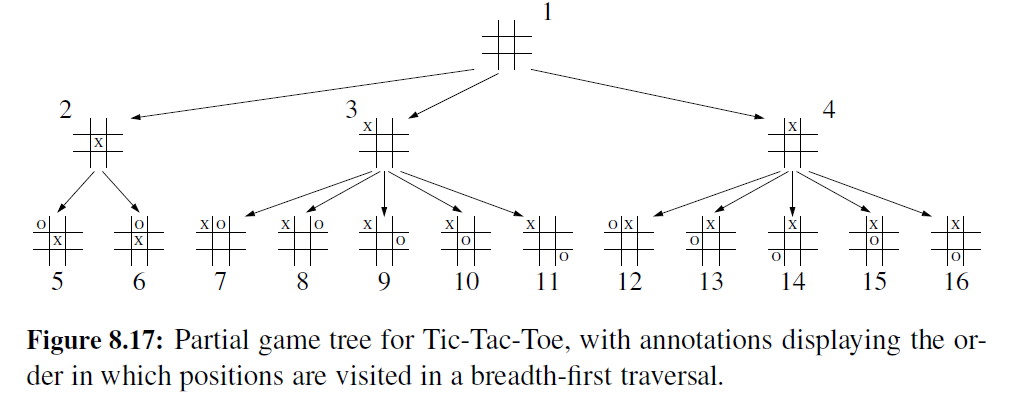 1
2
3
4
X
X
X
O
X
O
X
X O
X O
X
O
X
O
X
O
O X
X
O
X
O
X
O
X
O
5 6 7 8 9 10 11 12 13 14 15 16
Figure 8.17: Partial game tree for Tic-Tac-Toe, with annotations displaying the or-
der in which positions are visited in a breadth-first traversal.